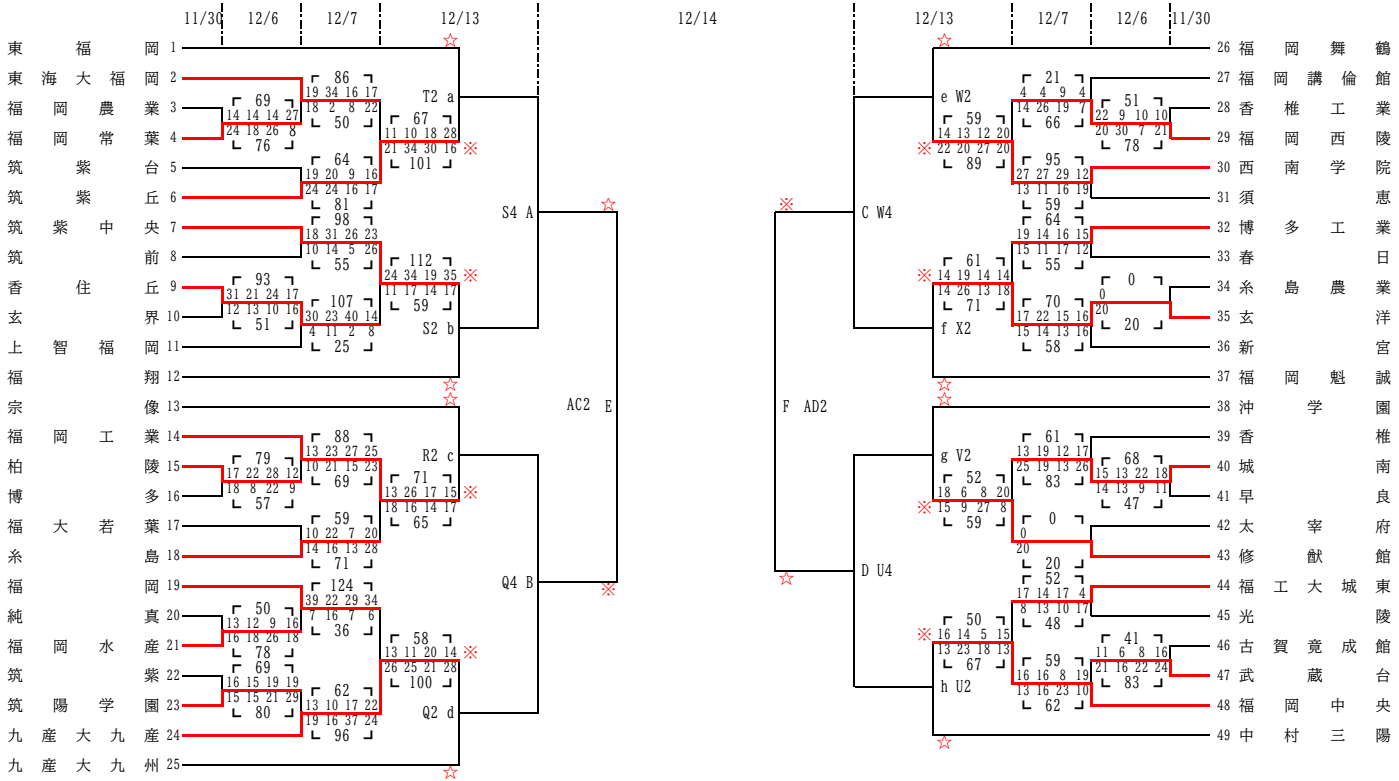 11/30 12/6 12/7 12/13 12/14 12/13 12/7 12/6 11/30
東福岡 1
東海大福岡 2
福岡農業 3
福岡常葉 4
筑紫台 5
筑紫丘 6
筑紫中央 7
筑前 8
香住丘 9
玄界 10
上智福岡 11
福翔 12
宗像 13
福岡工業 14
柏陵 15
博多 16
福大若葉 17
糸島 18
福岡 19
純真 20
福岡水産 21
筑紫 22
筑陽学園 23
九産大九産 24
九産大九州 25
69
14 14 14 27
24 18 26 8
76
93
31 21 24 17
12 13 10 16
51
79
17 22 28 12
18 8 22 9
57
50
13 12 9 16
16 18 26 18
78
69
16 15 19 19
15 15 21 29
80
86
19 34 16 17
18 2 8 22
50
64
19 20 9 16
24 24 16 17
81
98
18 31 26 23
10 14 5 26
55
107
30 23 40 14
4 11 2 8
25
88
13 23 27 25
10 21 15 23
69
59
10 22 7 20
14 16 13 28
71
124
39 22 29 34
7 16 7 6
36
62
13 10 17 22
19 16 37 24
96
☆
T2 a
67
11 10 18 28
21 34 30 16 ※
101
112
24 34 19 35 ※
11 17 14 17
59
S2 b
☆
☆
R2 c
71
13 26 17 15 ※
18 16 14 17
65
58
13 11 20 14 ※
26 25 21 28
100
Q2 d
☆
S4 A
☆
AC2 E
Q4 B
※
※
C W4
F AD2
☆
D U4
☆
e W2
59
14 13 12 20
※ 22 20 27 20
89
61
※ 14 19 14 14
14 26 13 18
71
f X2
☆
☆
g V2
52
18 6 8 20
※ 15 9 27 8
59
50
※ 16 14 5 15
13 23 18 13
67
h U2
☆
21
4 4 9 4
14 26 19 7
66
95
27 27 29 12
13 11 16 19
59
64
19 14 16 15
15 11 17 12
55
70
17 22 15 16
15 14 13 16
58
61
13 19 12 17
25 19 13 26
83
0
0
20
20
52
17 14 17 4
8 13 10 17
48
59
16 16 8 19
13 16 23 10
62
51
22 9 10 10
20 30 7 21
78
0
0
20
20
68
15 13 22 18
14 13 9 11
47
41
11 6 8 16
21 16 22 24
83
26 福岡舞鶴
27 福岡講倫館
28 香椎工業
29 福岡西陵
30 西南学院
31 須恵
32 博多工業
33 春日
34 糸島農業
35 玄洋
36 新宮
37 福岡魁誠
38 沖学園
39 香椎
40 城南
41 早良
42 太宰府
43 修猷館
44 福工大城東
45 光陵
46 古賀竟成館
47 武蔵台
48 福岡中央
49 中村三陽